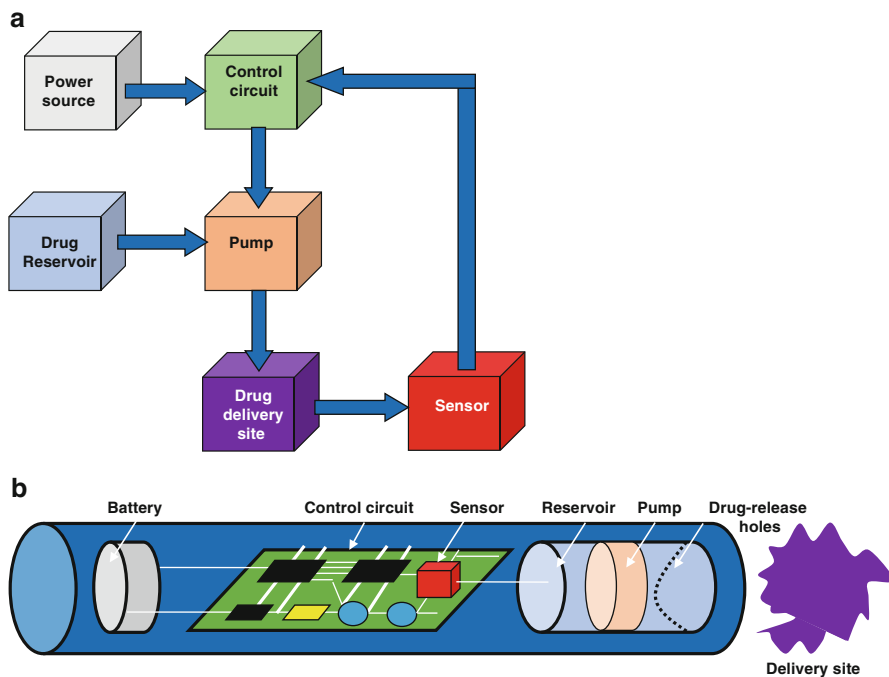 a
Power
source
Control
circuit
Drug
Reservoir
Pump
Drug
delivery
site
Sensor
b
Battery
Control circuit
Sensor
Reservoir
Pump
Drug-release
holes
Delivery site